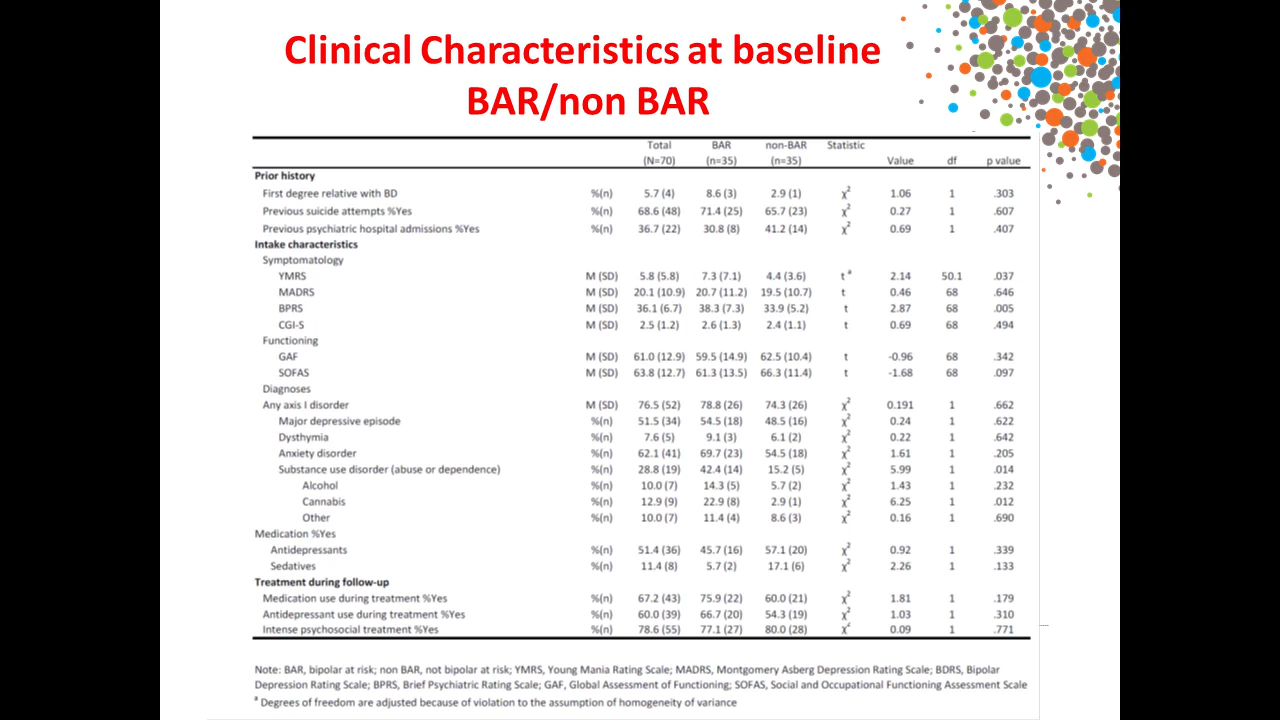 Clinical Characteristics at baseline
BAR/non BAR
Total BAR non-BAR Statistic
(N=70) (n=35) (n=35) Value df p value
Prior history
First degree relative with BD %(n) 5.7 (4) 8.6 (3) 2.9 (1) χ² 1.06 1 .303
Previous suicide attempts %Yes %(n) 68.6 (48) 71.4 (25) 65.7 (23) χ² 0.27 1 .607
Previous psychiatric hospital admissions %Yes %(n) 36.7 (22) 30.8 (8) 41.2 (14) χ² 0.69 1 .407
Intake characteristics
Symptomatology
YMRS M (SD) 5.8 (5.8) 7.3 (7.1) 4.4 (3.6) t ª 2.14 50.1 .037
MADRS M (SD) 20.1 (10.9) 20.7 (11.2) 19.5 (10.7) t 0.46 68 .646
BPRS M (SD) 36.1 (6.7) 38.3 (7.3) 33.9 (5.2) t 2.87 68 .005
CGI-S M (SD) 2.5 (1.2) 2.6 (1.3) 2.4 (1.1) t 0.69 68 .494
Functioning
GAF M (SD) 61.0 (12.9) 59.5 (14.9) 62.5 (10.4) t -0.96 68 .342
SOFAS M (SD) 63.8 (12.7) 61.3 (13.5) 66.3 (11.4) t -1.68 68 .097
Diagnoses
Any axis I disorder M (SD) 76.5 (52) 78.8 (26) 74.3 (26) χ² 0.191 1 .662
Major depressive episode %(n) 51.5 (34) 54.5 (18) 48.5 (16) χ² 0.24 1 .622
Dysthymia %(n) 7.6 (5) 9.1 (3) 6.1 (2) χ² 0.22 1 .642
Anxiety disorder %(n) 62.1 (41) 69.7 (23) 54.5 (18) χ² 1.61 1 .205
Substance use disorder (abuse or dependence) %(n) 28.8 (19) 42.4 (14) 15.2 (5) χ² 5.99 1 .014
Alcohol %(n) 10.0 (7) 14.3 (5) 5.7 (2) χ² 1.43 1 .232
Cannabis %(n) 12.9 (9) 22.9 (8) 2.9 (1) χ² 6.25 1 .012
Other %(n) 10.0 (7) 11.4 (4) 8.6 (3) χ² 0.16 1 .690
Medication %Yes
Antidepressants %(n) 51.4 (36) 45.7 (16) 57.1 (20) χ² 0.92 1 .339
Sedatives %(n) 11.4 (8) 5.7 (2) 17.1 (6) χ² 2.26 1 .133
Treatment during follow-up
Medication use during treatment %Yes %(n) 67.2 (43) 75.9 (22) 60.0 (21) χ² 1.81 1 .179
Antidepressant use during treatment %Yes %(n) 60.0 (39) 66.7 (20) 54.3 (19) χ² 1.03 1 .310
Intense psychosocial treatment %Yes %(n) 78.6 (55) 77.1 (27) 80.0 (28) χ² 0.09 1 .771
Note: BAR, bipolar at risk; non BAR, not bipolar at risk; YMRS, Young Mania Rating Scale; MADRS, Montgomery Asberg Depression Rating Scale; BDRS, Bipolar
Depression Rating Scale; BPRS, Brief Psychiatric Rating Scale; GAF, Global Assessment of Functioning; SOFAS, Social and Occupational Functioning Assessment Scale
ª Degrees of freedom are adjusted because of violation to the assumption of homogeneity of variance